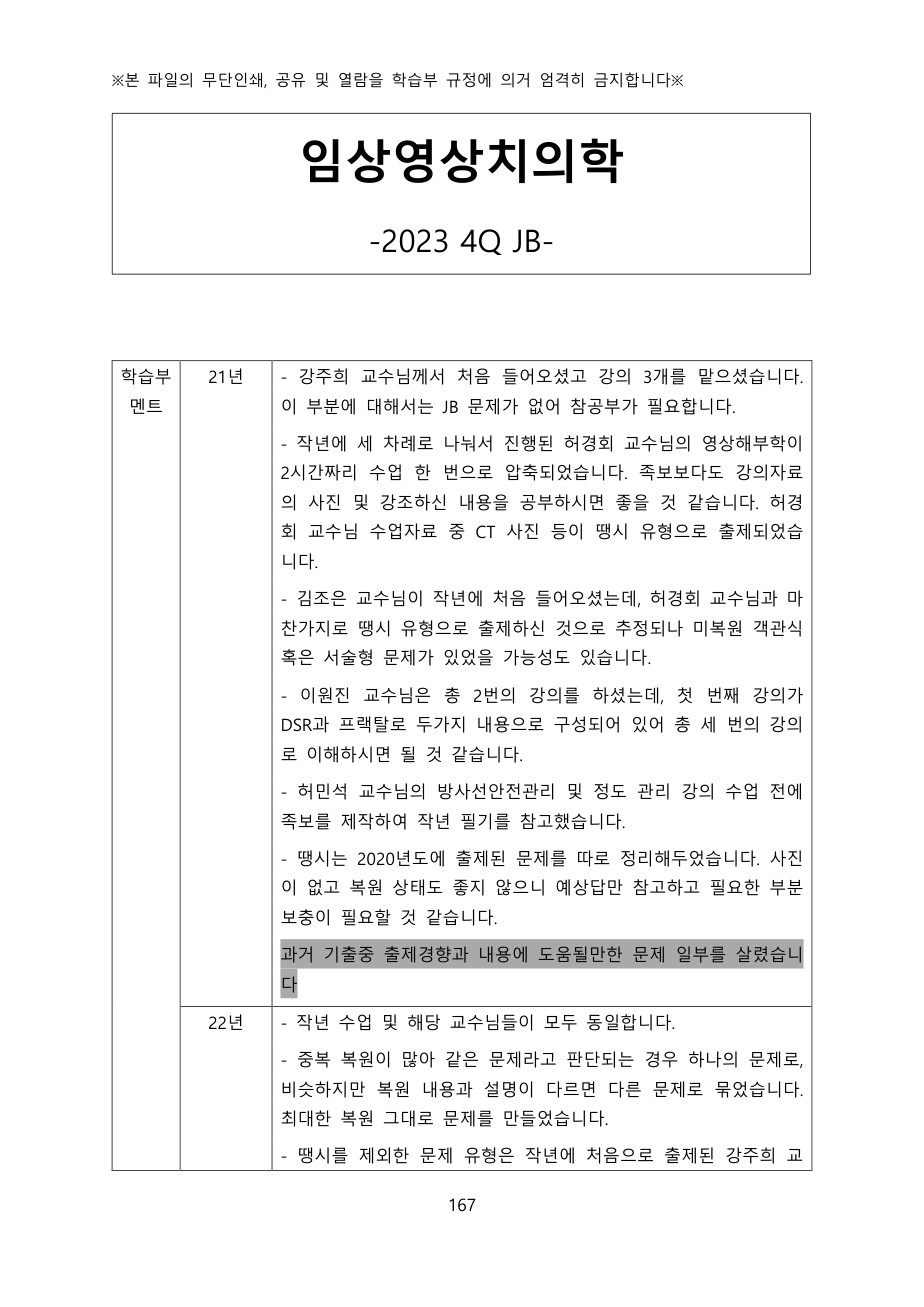 ※본 파일의 무단인쇄, 공유 및 열람을 학습부 규정에 의거 엄격히 금지합니다※
임상영상치의학
-2023 4Q JB-
학습부
멘트
21년
- 강주희 교수님께서 처음 들어오셨고 강의 3개를 맡으셨습니다.
이 부분에 대해서는 JB 문제가 없어 참공부가 필요합니다.
- 작년에 세 차례로 나눠서 진행된 허경회 교수님의 영상해부학이
2시간짜리 수업 한 번으로 압축되었습니다. 족보보다도 강의자료
의 사진 및 강조하신 내용을 공부하시면 좋을 것 같습니다. 허경
회 교수님 수업자료 중 CT 사진 등이 땡시 유형으로 출제되었습
니다.
- 김조은 교수님이 작년에 처음 들어오셨는데, 허경회 교수님과 마
찬가지로 땡시 유형으로 출제하신 것으로 추정되나 미복원 객관식
혹은 서술형 문제가 있었을 가능성도 있습니다.
- 이원진 교수님은 총 2번의 강의를 하셨는데, 첫 번째 강의가
DSR과 프랙탈로 두가지 내용으로 구성되어 있어 총 세 번의 강의
로 이해하시면 될 것 같습니다.
- 허민석 교수님의 방사선안전관리 및 정도 관리 강의 수업 전에
족보를 제작하여 작년 필기를 참고했습니다.
- 땡시는 2020년도에 출제된 문제를 따로 정리해두었습니다. 사진
이 없고 복원 상태도 좋지 않으니 예상답만 참고하고 필요한 부분
보충이 필요할 것 같습니다.
과거 기출중 출제경향과 내용에 도움될만한 문제 일부를 살렸습니
다
22년
- 작년 수업 및 해당 교수님들이 모두 동일합니다.
- 중복 복원이 많아 같은 문제라고 판단되는 경우 하나의 문제로,
비슷하지만 복원 내용과 설명이 다르면 다른 문제로 묶었습니다.
최대한 복원 그대로 문제를 만들었습니다.
- 땡시를 제외한 문제 유형은 작년에 처음으로 출제된 강주희 교
167